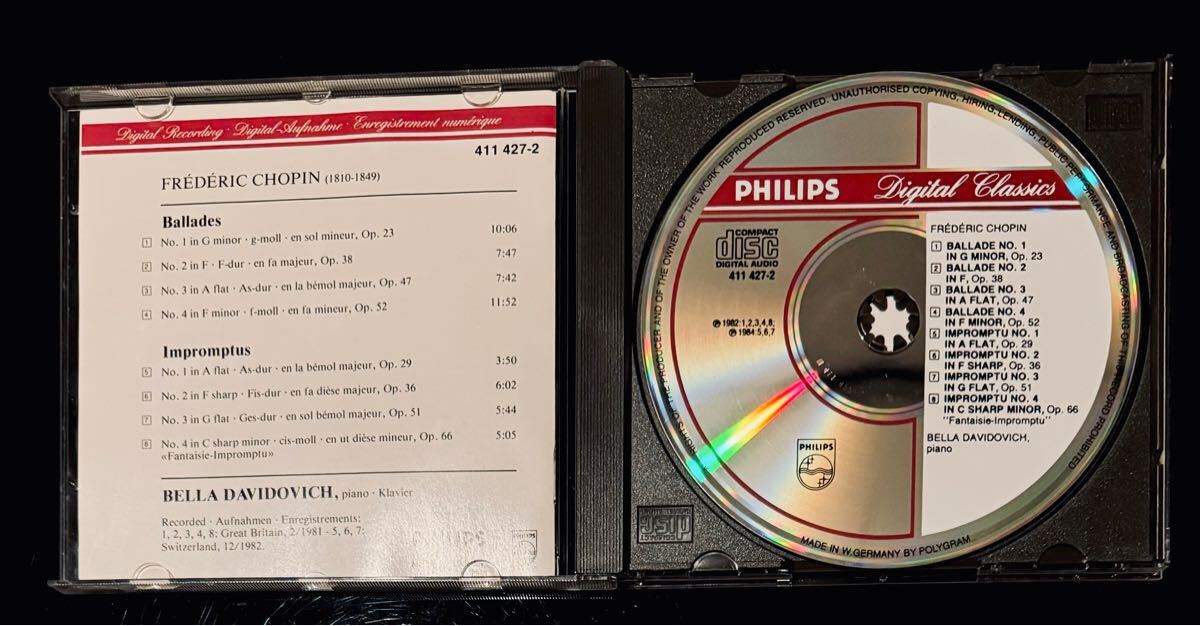 Digital Recording · Digital-Aufnahme · Enregistrement numérique
411 427-2
FRÉDÉRIC CHOPIN (1810-1849)
Ballades
1 No. 1 in G minor · g-moll · en sol mineur, Op. 23 10:06
2 No. 2 in F · F-dur · en fa majeur, Op. 38 7:47
3 No. 3 in A flat · As-dur · en la bémol majeur, Op. 47 7:42
4 No. 4 in F minor · f-moll · en fa mineur, Op. 52 11:52
Impromptus
5 No. 1 in A flat · As-dur · en la bémol majeur, Op. 29 3:50
6 No. 2 in F sharp · Fis-dur · en fa dièse majeur, Op. 36 6:02
7 No. 3 in G flat · Ges-dur · en sol bémol majeur, Op. 51 5:44
8 No. 4 in C sharp minor · cis-moll · en ut dièse mineur, Op. 66 5:05
«Fantaisie-Impromptu»
BELLA DAVIDOVICH, piano · Klavier
Recorded · Aufnahmen · Enregistrements:
1, 2, 3, 4, 8: Great Britain, 2/1981 - 5, 6, 7:
Switzerland, 12/1982.
PHILIPS
PHILIPS
ALL RIGHTS OF THE PRODUCER AND OF THE OWNER OF THE WORK REPRODUCED RESERVED. UNAUTHORISED COPYING, HIRING, LENDING, PUBLIC PERFORMANCE AND BROADCASTING OF THIS RECORD PROHIBITED
PHILIPS Digital Classics
COMPACT
disc
DIGITAL AUDIO
411 427-2
℗ 1982:1,2,3,4,8;
℗ 1984:5,6,7
FRÉDÉRIC CHOPIN
1 BALLADE NO. 1
IN G MINOR, Op. 23
2 BALLADE NO. 2
IN F, Op. 38
3 BALLADE NO. 3
IN A FLAT, Op. 47
4 BALLADE NO. 4
IN F MINOR, Op. 52
5 IMPROMPTU NO. 1
IN A FLAT, Op. 29
6 IMPROMPTU NO. 2
IN F SHARP, Op. 36
7 IMPROMPTU NO. 3
IN G FLAT, Op. 51
8 IMPROMPTU NO. 4
IN C SHARP MINOR, Op. 66
"Fantaisie-Impromptu"
BELLA DAVIDOVICH,
piano
PHILIPS
MADE IN W.GERMANY BY POLYGRAM
disc